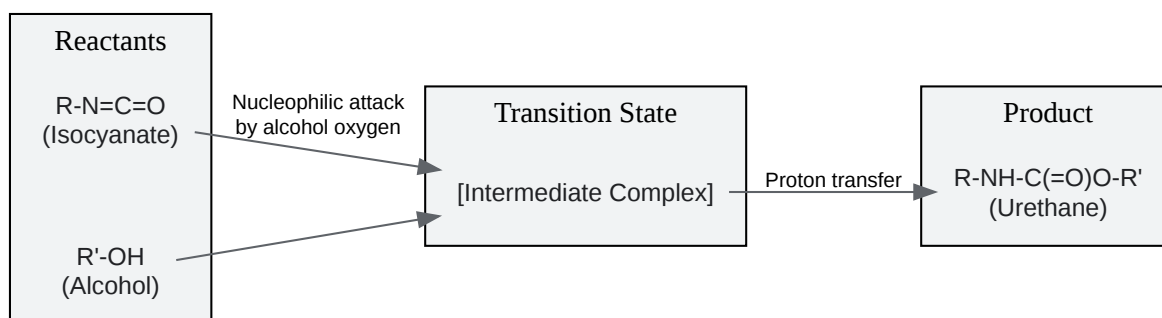 Reactants
R-N=C=O
(Isocyanate)
R'-OH
(Alcohol)
Nucleophilic attack
by alcohol oxygen
Transition State
[Intermediate Complex]
Proton transfer
Product
R-NH-C(=O)O-R'
(Urethane)